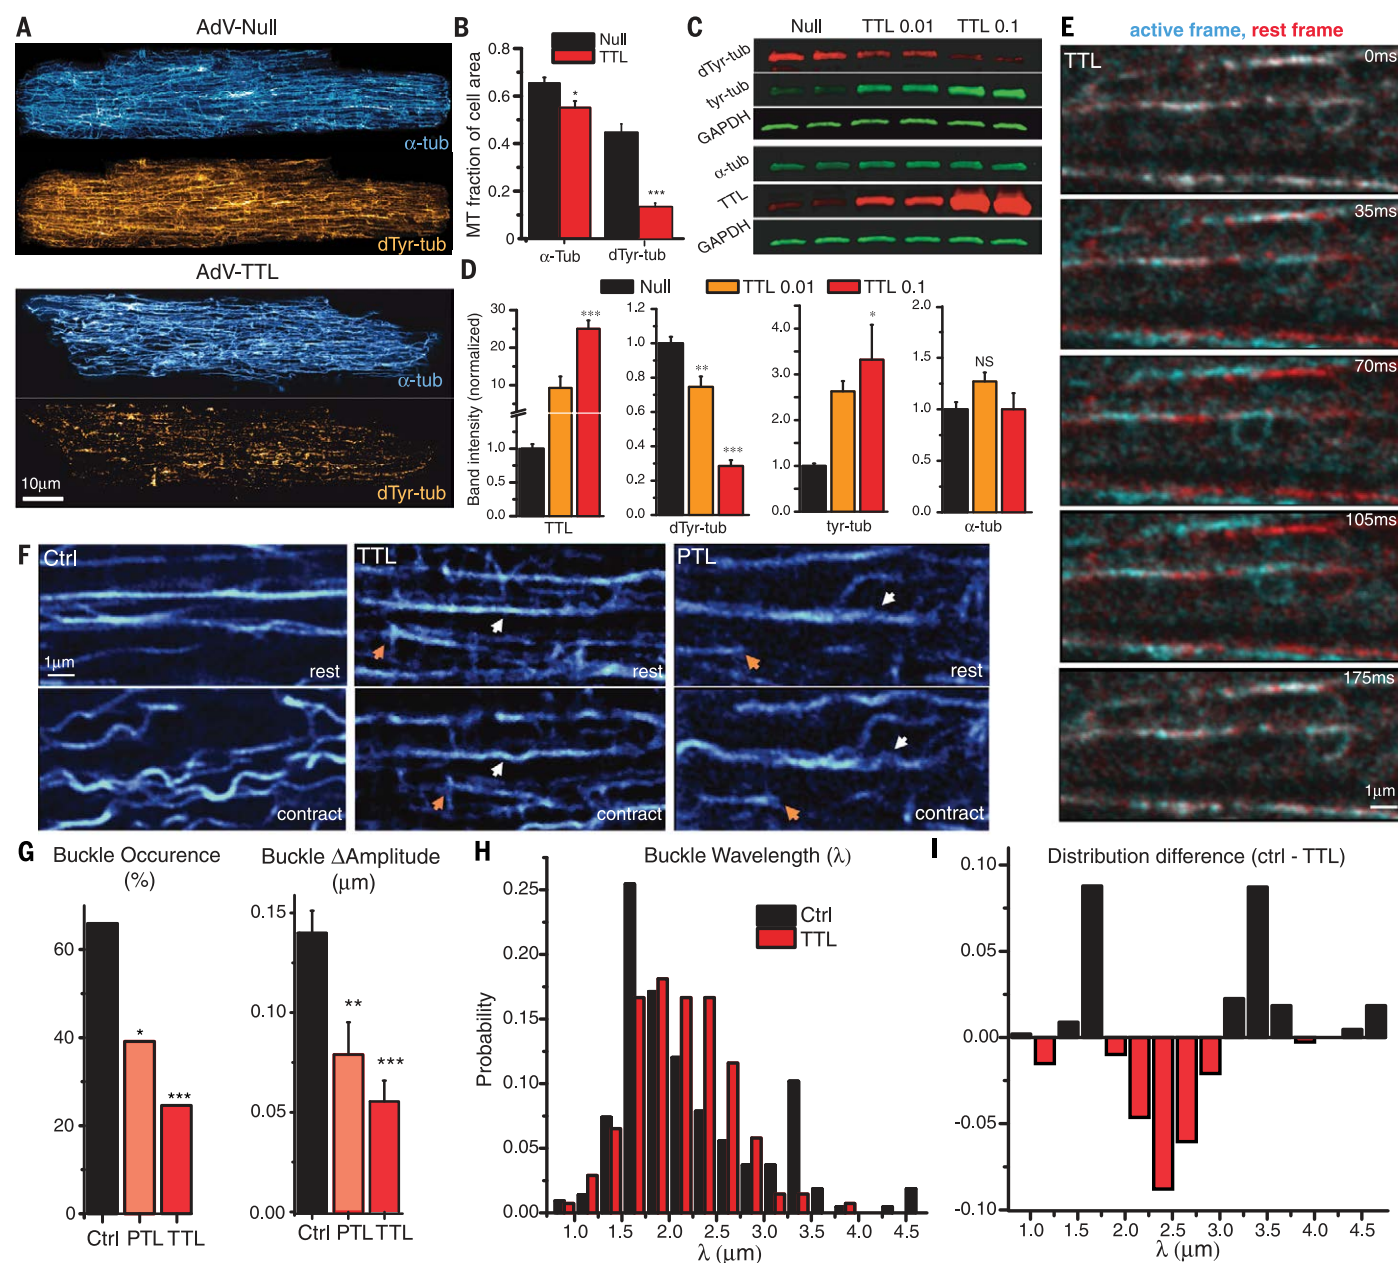 A
AdV-Null
α-tub
dTyr-tub
AdV-TTL
α-tub
10μm
dTyr-tub
B
Null
TTL
MT fraction of cell area
0.8
0.6
0.4
0.2
0
*
***
α-Tub
dTyr-tub
C
Null
TTL 0.01
TTL 0.1
dTyr-tub
tyr-tub
GAPDH
α-tub
TTL
GAPDH
D
Null
TTL 0.01
TTL 0.1
Band intensity (normalized)
30
20
10
1.0
0.5
0.0
***
TTL
1.2
1.0
0.8
0.6
0.4
0.2
0.0
**
***
dTyr-tub
4.0
3.0
2.0
1.0
0.0
*
tyr-tub
2.0
1.5
1.0
0.5
0.0
NS
α-tub
E
active frame, rest frame
TTL
0ms
35ms
70ms
105ms
175ms
1μm
F
Ctrl
1μm
rest
contract
TTL
rest
contract
PTL
rest
contract
G
Buckle Occurence
(%)
60
40
20
0
*
***
Ctrl PTL TTL
Buckle ΔAmplitude
(μm)
0.15
0.10
0.05
0.00
**
***
Ctrl PTL TTL
H
Buckle Wavelength (λ)
Ctrl
TTL
Probability
0.25
0.20
0.15
0.10
0.05
0.00
1.0 1.5 2.0 2.5 3.0 3.5 4.0 4.5
λ (μm)
I
Distribution difference (ctrl - TTL)
0.10
0.05
0.00
-0.05
-0.10
1.0 1.5 2.0 2.5 3.0 3.5 4.0 4.5
λ (μm)